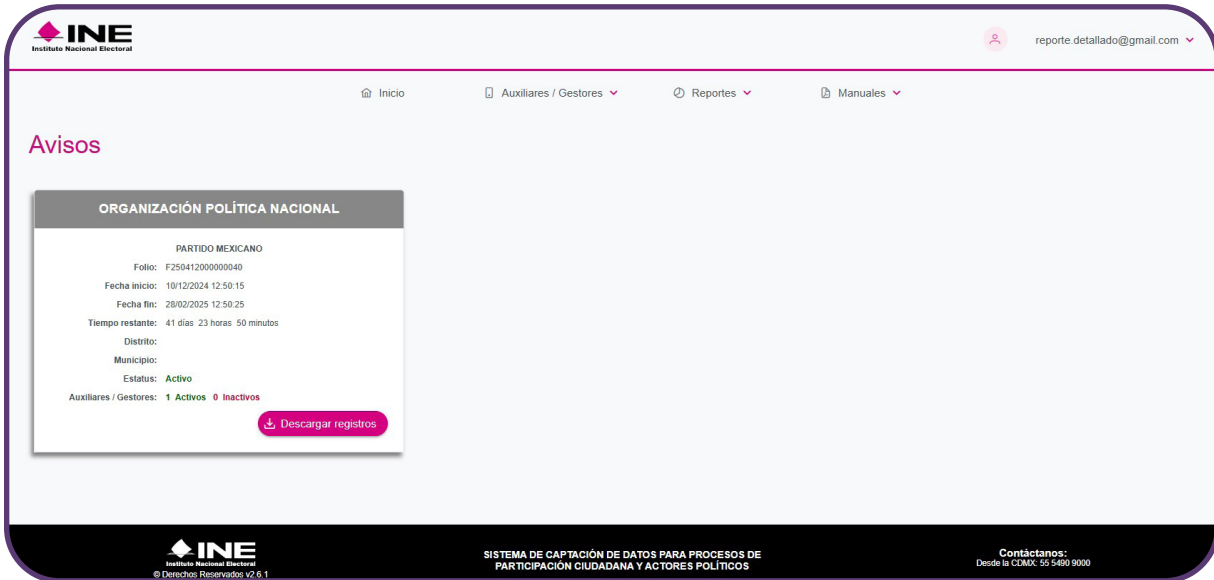 INE
Instituto Nacional Electoral
reporte.detallado@gmail.com
Inicio
Auxiliares / Gestores
Reportes
Manuales
Avisos
ORGANIZACIÓN POLÍTICA NACIONAL
PARTIDO MEXICANO
Folio: F250412000000040
Fecha inicio: 10/12/2024 12:50:15
Fecha fin: 28/02/2025 12:50:25
Tiempo restante: 41 días 23 horas 50 minutos
Distrito:
Municipio:
Estatus: Activo
Auxiliares / Gestores: 1 Activos 0 Inactivos
Descargar registros
INE
Instituto Nacional Electoral
© Derechos Reservados v2.6.1
SISTEMA DE CAPTACIÓN DE DATOS PARA PROCESOS DE
PARTICIPACIÓN CIUDADANA Y ACTORES POLÍTICOS
Contáctanos:
Desde la CDMX: 55 5490 9000